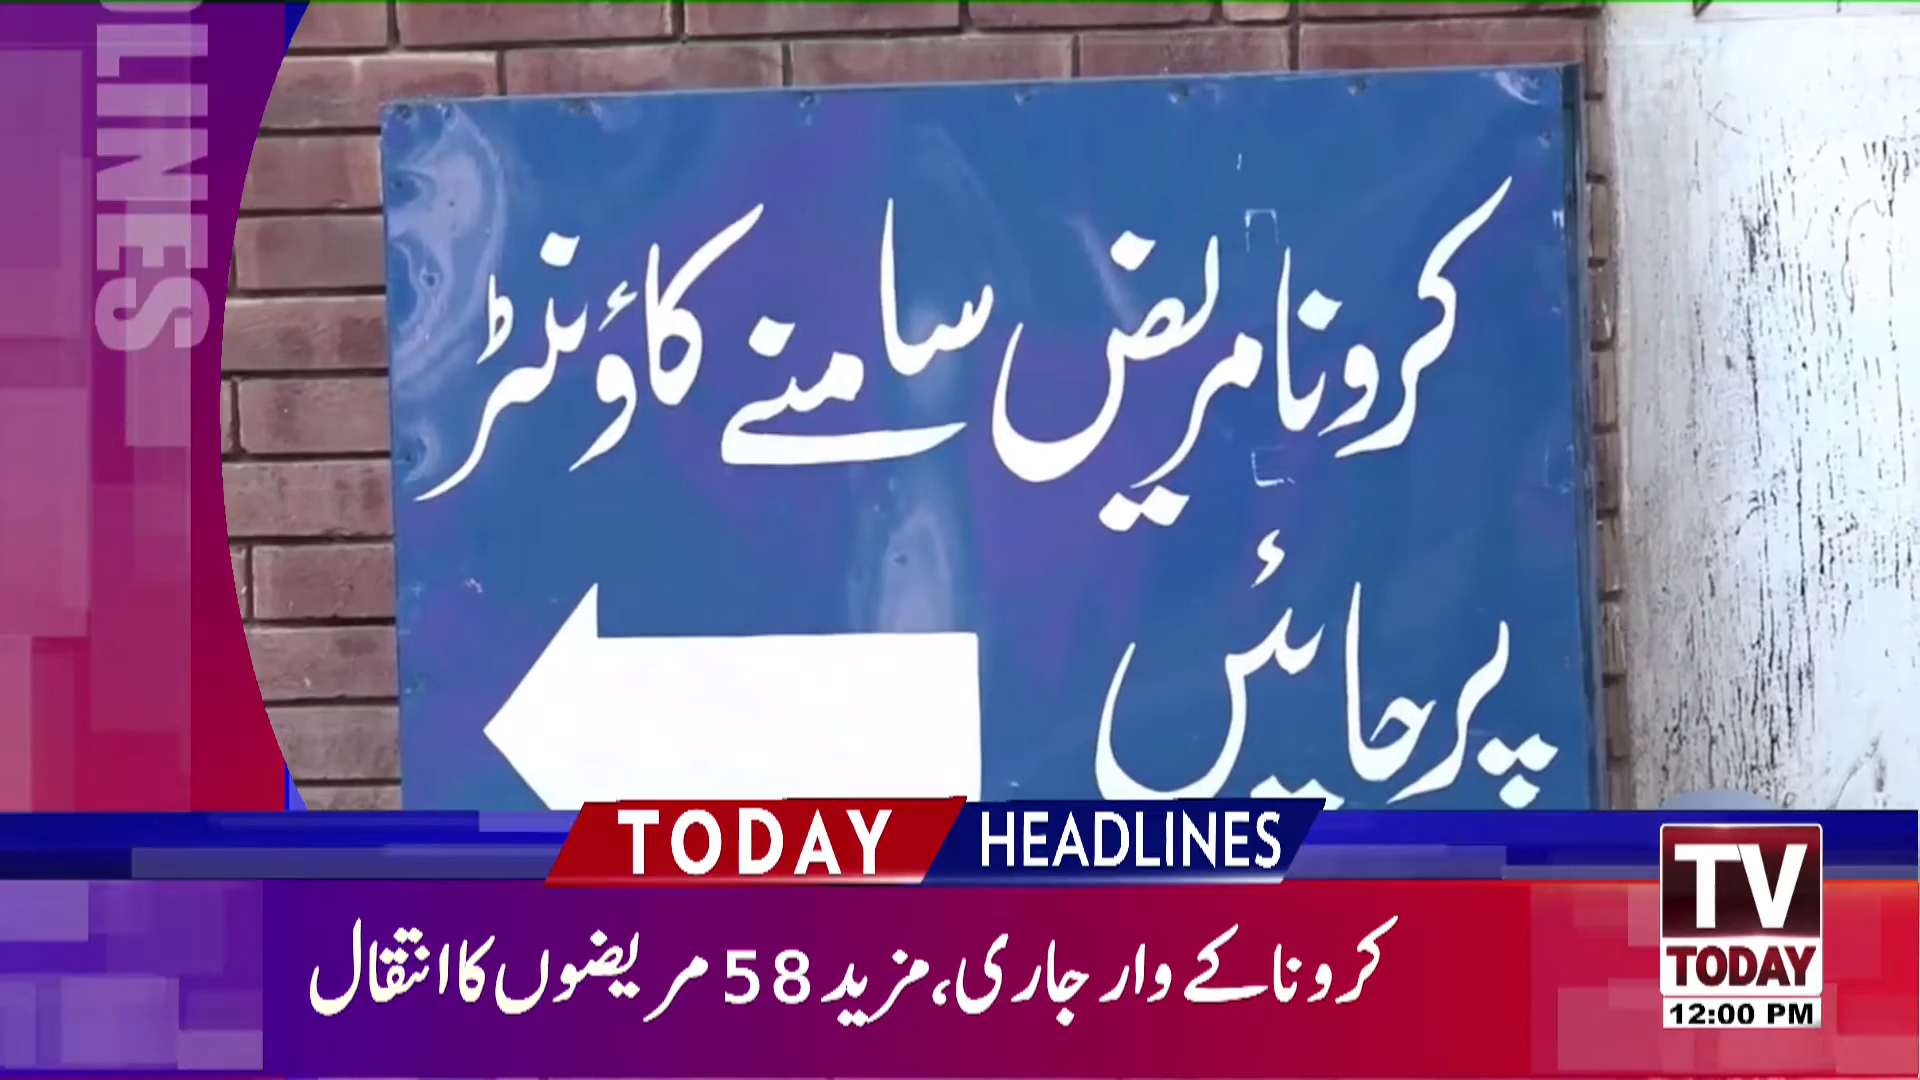 LINES
کرونا مریض سامنے کاؤنٹر
پر جائیں
TODAY HEADLINES
کرونا کے وار جاری، مزید 58 مریضوں کا انتقال
TV
TODAY
12:00 PM